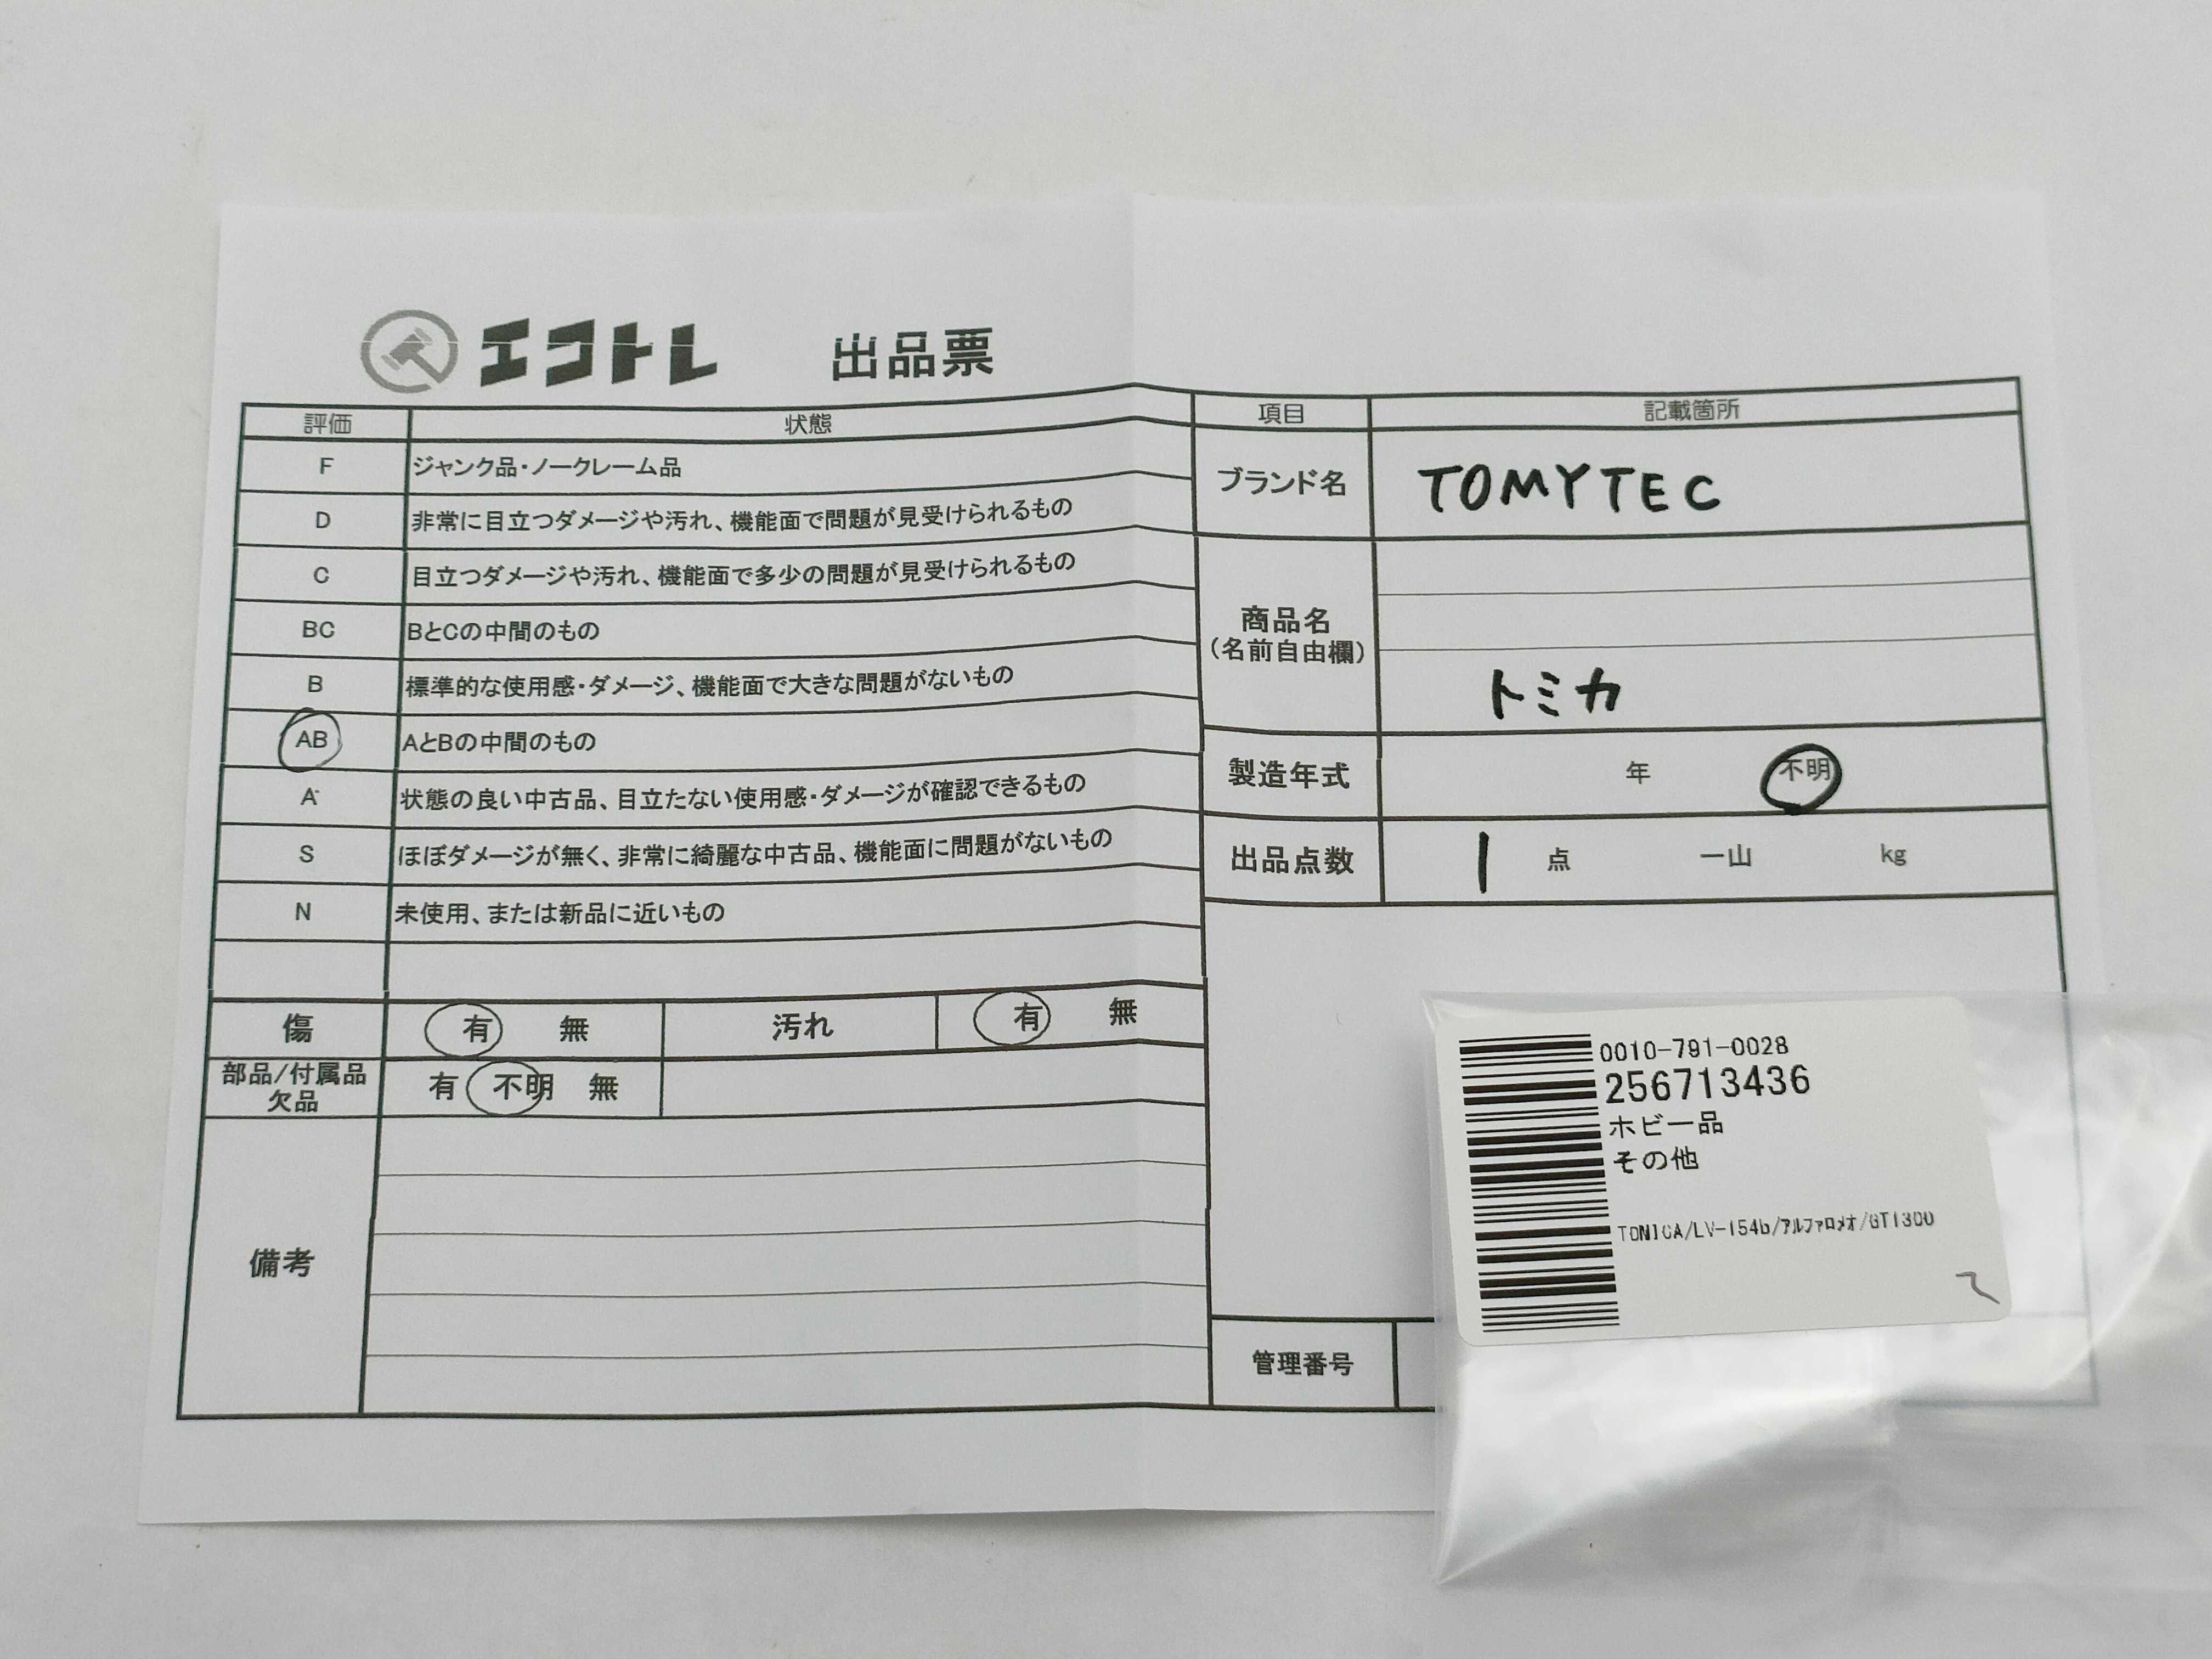 エコトレ 出品票
評価 状態
F ジャンク品・ノークレーム品
D 非常に目立つダメージや汚れ、機能面で問題が見受けられるもの
C 目立つダメージや汚れ、機能面で多少の問題が見受けられるもの
BC BとCの中間のもの
B 標準的な使用感・ダメージ、機能面で大きな問題がないもの
AB AとBの中間のもの
A 状態の良い中古品、目立たない使用感・ダメージが確認できるもの
S ほぼダメージが無く、非常に綺麗な中古品、機能面に問題がないもの
N 未使用、または新品に近いもの
傷 有 無 汚れ 有 無
部品/付属品
欠品 有 不明 無
備考
項目 記載箇所
ブランド名 TOMYTEC
商品名
(名前自由欄)
トミカ
製造年式 年 不明
出品点数 1 点 一山 kg
管理番号
0010-791-0028
256713436
ホビー品
その他
TOMICA/LV-154b/アルファロメオ/GT1300
て